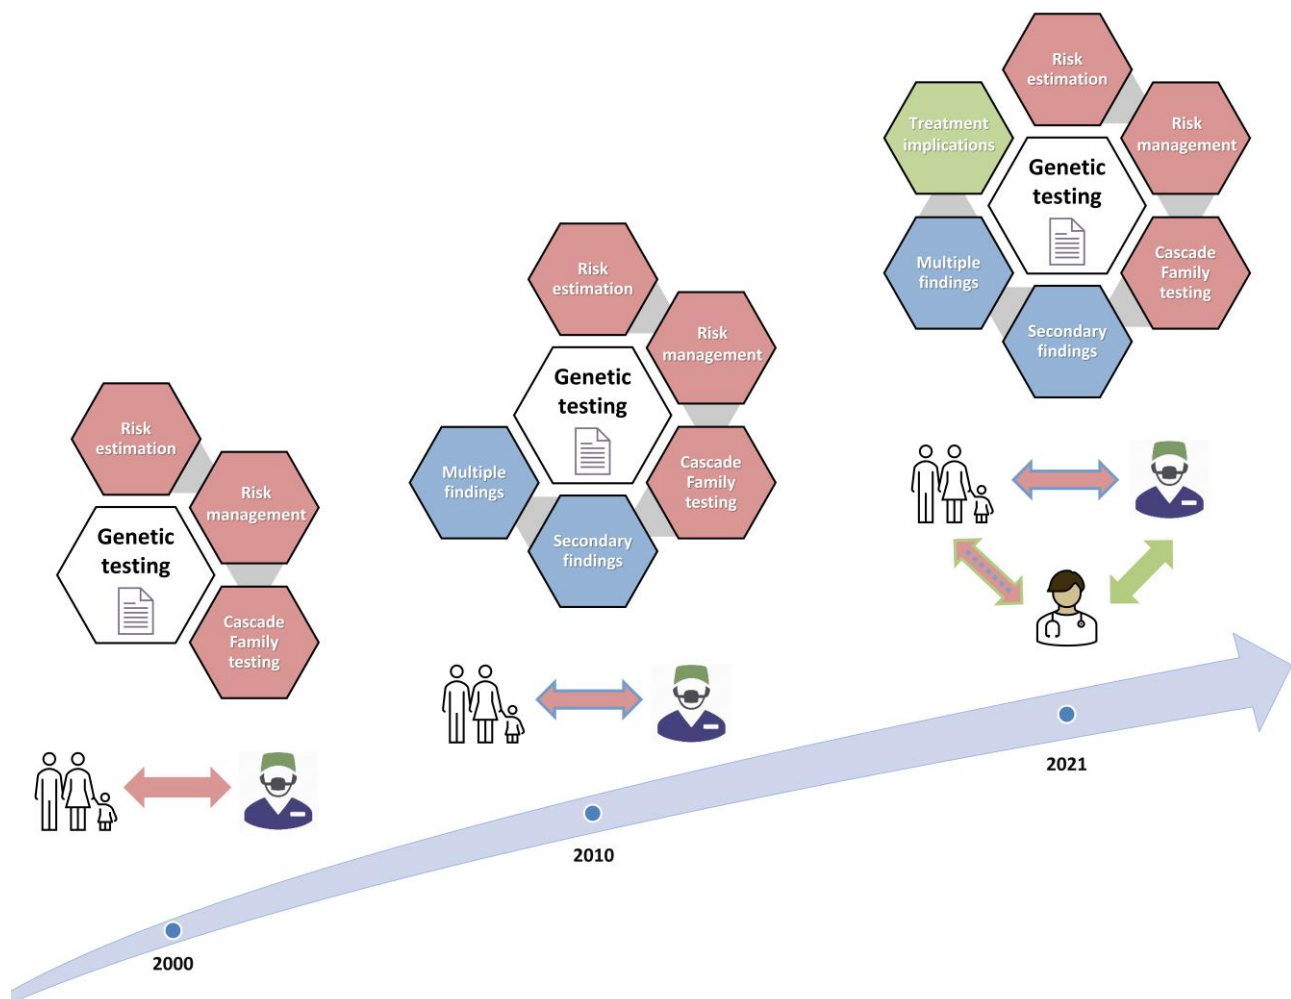 Risk
estimation
Risk
management
Genetic
testing
Cascade
Family
testing
2000
Risk
estimation
Risk
management
Genetic
testing
Multiple
findings
Cascade
Family
testing
Secondary
findings
2010
Risk
estimation
Treatment
implications
Risk
management
Genetic
testing
Multiple
findings
Cascade
Family
testing
Secondary
findings
2021